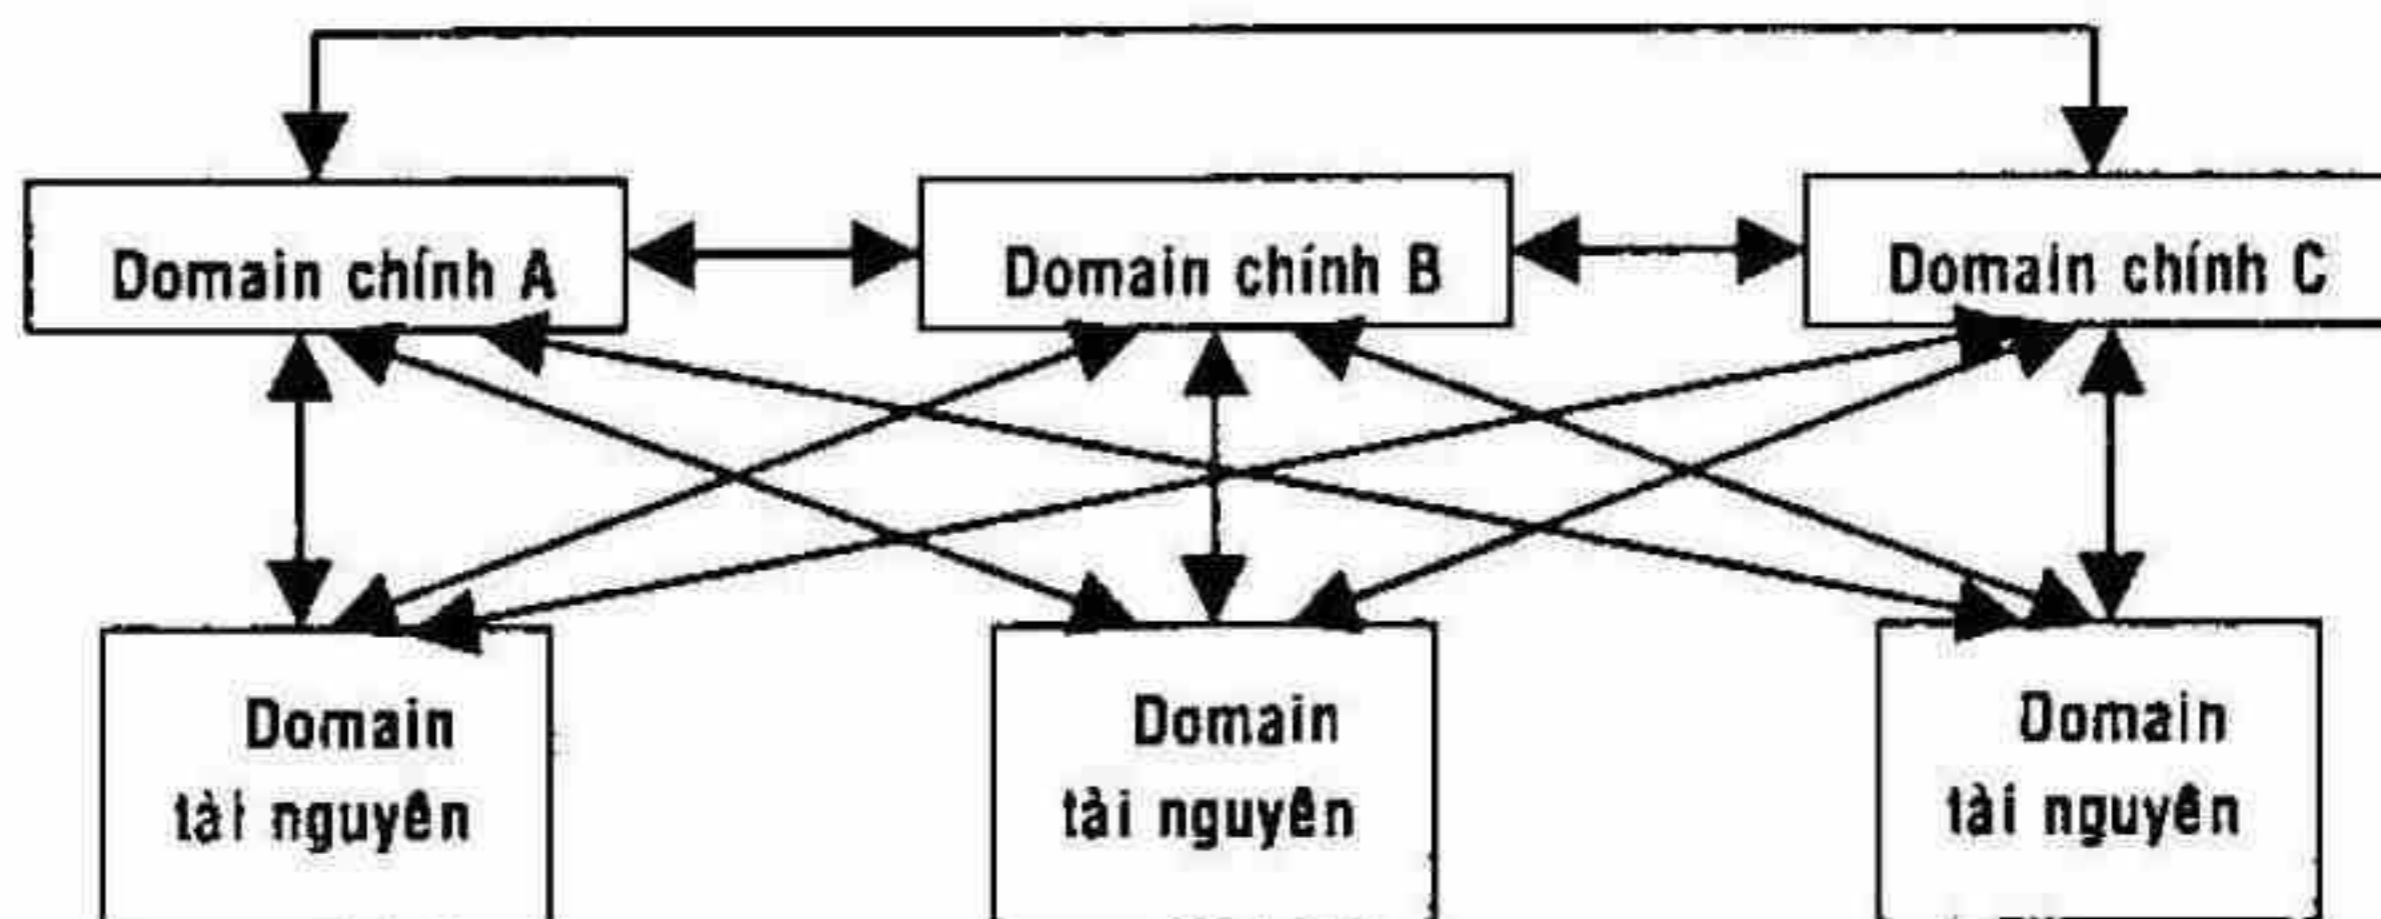 Domain chính A
Domain chính B
Domain chính C
Domain
tài nguyên
Domain
tài nguyên
Domain
tài nguyên